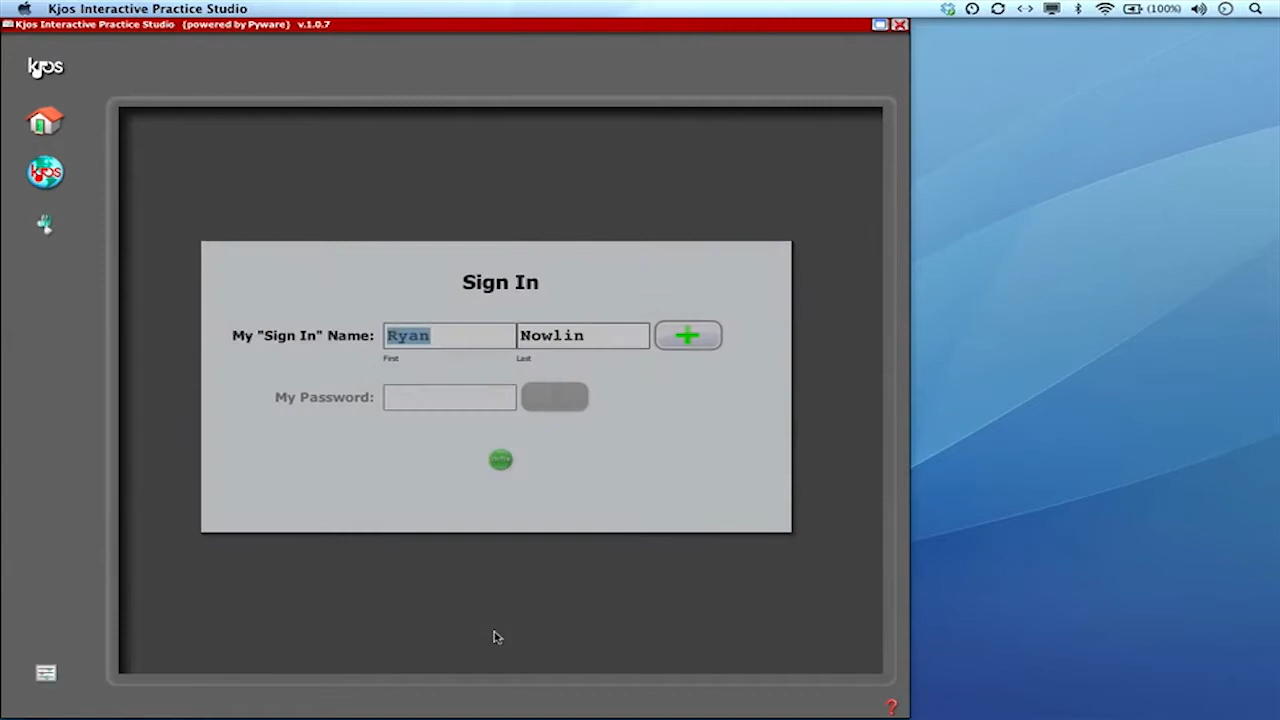 Kjos Interactive Practice Studio
(100%)
Kjos Interactive Practice Studio (powered by Pyware) v.1.0.7
kjos
kjos
Sign In
My "Sign In" Name: Ryan Nowlin
First Last
My Password:
?